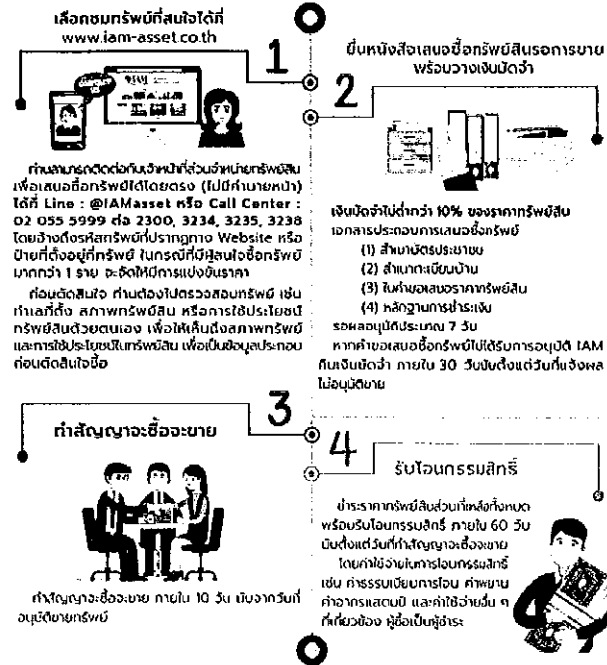 เลือกชมทรัพย์ที่สนใจได้ที่
www.iam-asset.co.th
1
ท่านสามารถติดต่อกับเจ้าหน้าที่ส่วนจำหน่ายทรัพย์สิน
เพื่อเสนอซื้อทรัพย์ได้โดยตรง (ไม่มีค่านายหน้า)
ได้ที่ Line : @IAMasset หรือ Call Center :
02 055 5999 ต่อ 2300, 3234, 3235, 3238
โดยอ้างถึงรหัสทรัพย์ที่ปรากฏทาง Website หรือ
ป้ายที่ตั้งอยู่ที่ทรัพย์ ในกรณีที่มีผู้สนใจซื้อทรัพย์
มากกว่า 1 ราย จะจัดให้มีการแข่งขันราคา
ก่อนตัดสินใจ ท่านต้องไปตรวจสอบทรัพย์ เช่น
ทำเลที่ตั้ง สภาพทรัพย์สิน หรือการใช้ประโยชน์
ทรัพย์สินด้วยตนเอง เพื่อให้เห็นถึงสภาพทรัพย์
และการใช้ประโยชน์ในทรัพย์สิน เพื่อเป็นข้อมูลประกอบ
ก่อนตัดสินใจซื้อ
2
ยื่นหนังสือเสนอซื้อทรัพย์สินรอการขาย
พร้อมวางเงินมัดจำ
เงินมัดจำไม่ต่ำกว่า 10% ของราคาทรัพย์สิน
เอกสารประกอบการเสนอซื้อทรัพย์
(1) สำเนาบัตรประชาชน
(2) สำเนาทะเบียนบ้าน
(3) ใบคำขอเสนอราคาทรัพย์สิน
(4) หลักฐานการชำระเงิน
รอผลอนุมัติประมาณ 7 วัน
หากคำขอเสนอซื้อทรัพย์ไม่ได้รับการอนุมัติ IAM
คืนเงินมัดจำ ภายใน 30 วันนับตั้งแต่วันที่แจ้งผล
ไม่อนุมัติขาย
3
ทำสัญญาจะซื้อจะขาย
ทำสัญญาจะซื้อจะขาย ภายใน 10 วัน นับจากวันที่
อนุมัติขายทรัพย์
4
รับโอนกรรมสิทธิ์
ชำระราคาทรัพย์สินส่วนที่เหลือทั้งหมด
พร้อมรับโอนกรรมสิทธิ์ ภายใน 60 วัน
นับตั้งแต่วันที่ทำสัญญาจะซื้อจะขาย
โดยค่าใช้จ่ายในการโอนกรรมสิทธิ์
เช่น ค่าธรรมเนียมการโอน ค่าพยาน
ค่าอากรแสตมป์ และค่าใช้จ่ายอื่น ๆ
ที่เกี่ยวข้อง ผู้ซื้อเป็นผู้ชำระ